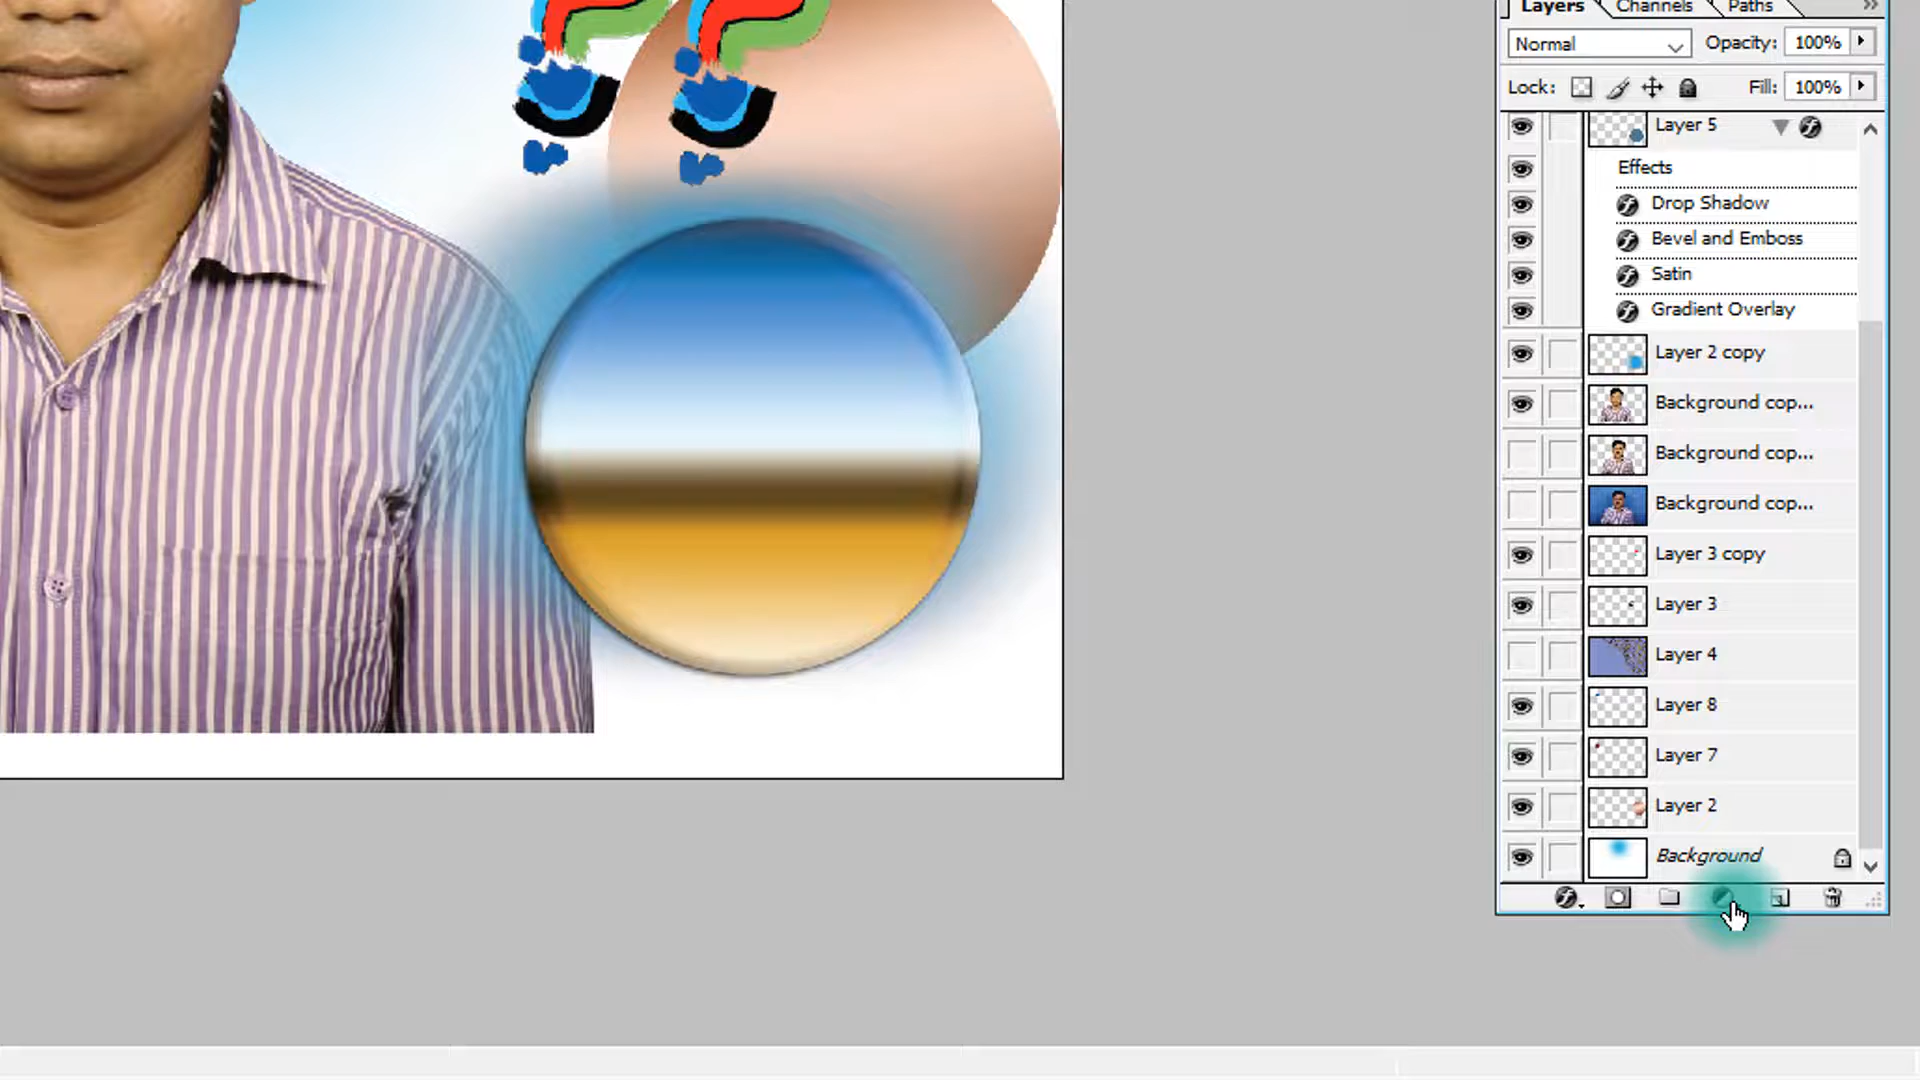 Layers Channels Paths
Normal Opacity: 100%
Lock: Fill: 100%
Layer 5
Effects
Drop Shadow
Bevel and Emboss
Satin
Gradient Overlay
Layer 2 copy
Background cop...
Background cop...
Background cop...
Layer 3 copy
Layer 3
Layer 4
Layer 8
Layer 7
Layer 2
Background